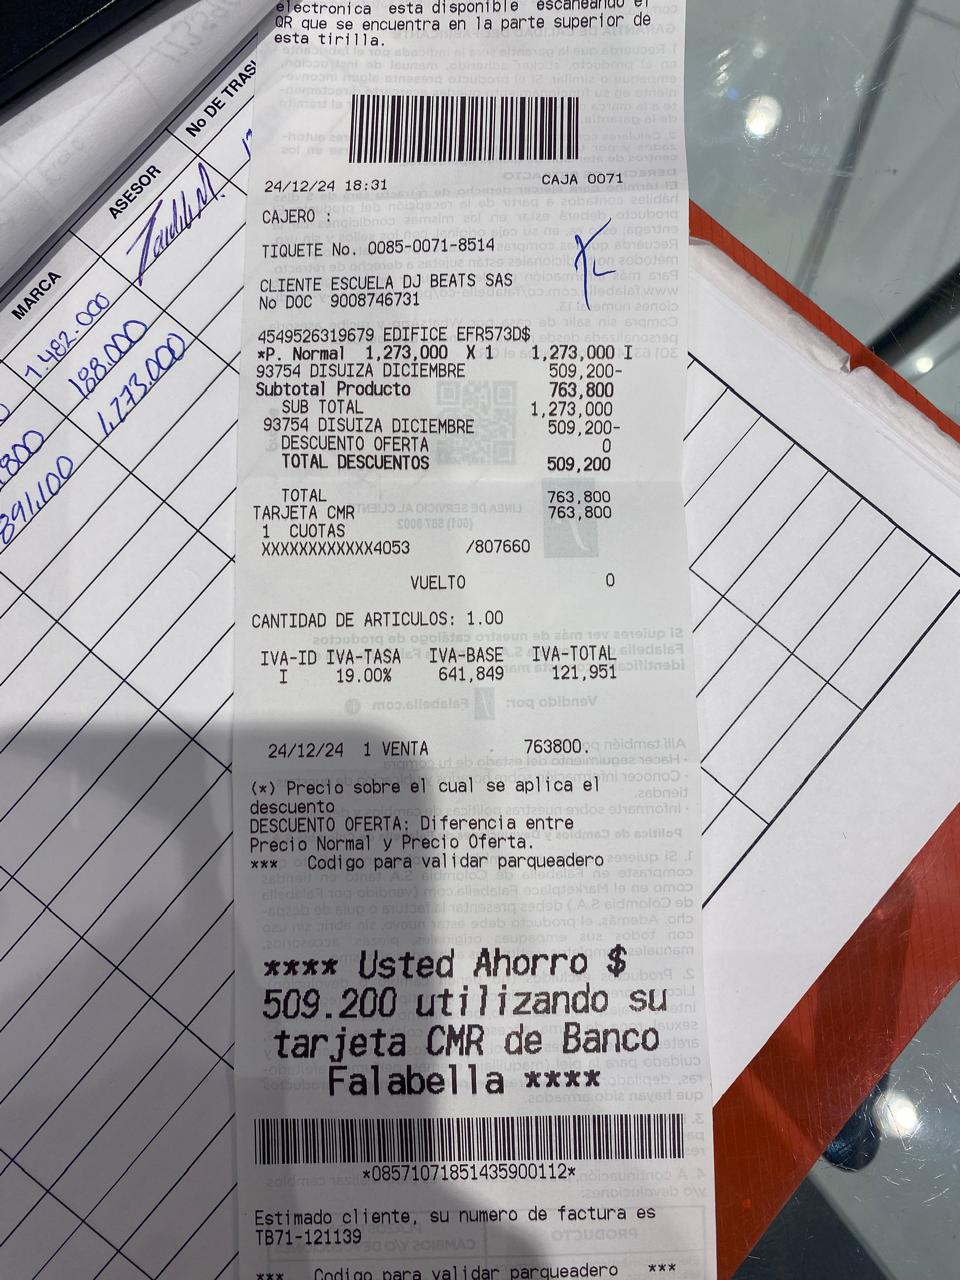 electronica esta disponible escaneando el
QR que se encuentra en la parte superior de
esta tirilla.
24/12/24 18:31 CAJA 0071
CAJERO :
TIQUETE No. 0085-0071-8514
CLIENTE ESCUELA DJ BEATS SAS
No DOC 9008746731
4549526319679 EDIFICE EFR573D$
*P. Normal 1,273,000 X 1 1,273,000 I
93754 DISUIZA DICIEMBRE 509,200-
Subtotal Producto 763,800
SUB TOTAL 1,273,000
93754 DISUIZA DICIEMBRE 509,200-
DESCUENTO OFERTA 0
TOTAL DESCUENTOS 509,200
TOTAL 763,800
TARJETA CMR 763,800
1 CUOTAS
XXXXXXXXXXXX4053 /807660
VUELTO 0
CANTIDAD DE ARTICULOS: 1.00
IVA-ID IVA-TASA IVA-BASE IVA-TOTAL
I 19.00% 641,849 121,951
24/12/24 1 VENTA 763800.
(*) Precio sobre el cual se aplica el
descuento
DESCUENTO OFERTA: Diferencia entre
Precio Normal y Precio Oferta.
*** Codigo para validar parqueadero
**** Usted Ahorro $
509.200 utilizando su
tarjeta CMR de Banco
Falabella ****
*08571071851435900112*
Estimado cliente, su numero de factura es
TB71-121139
*** Codigo para validar parqueadero ***
MARCA
ASESOR
No DE TRAS
1.482.000
188.000
1,273.000
.800
891,100